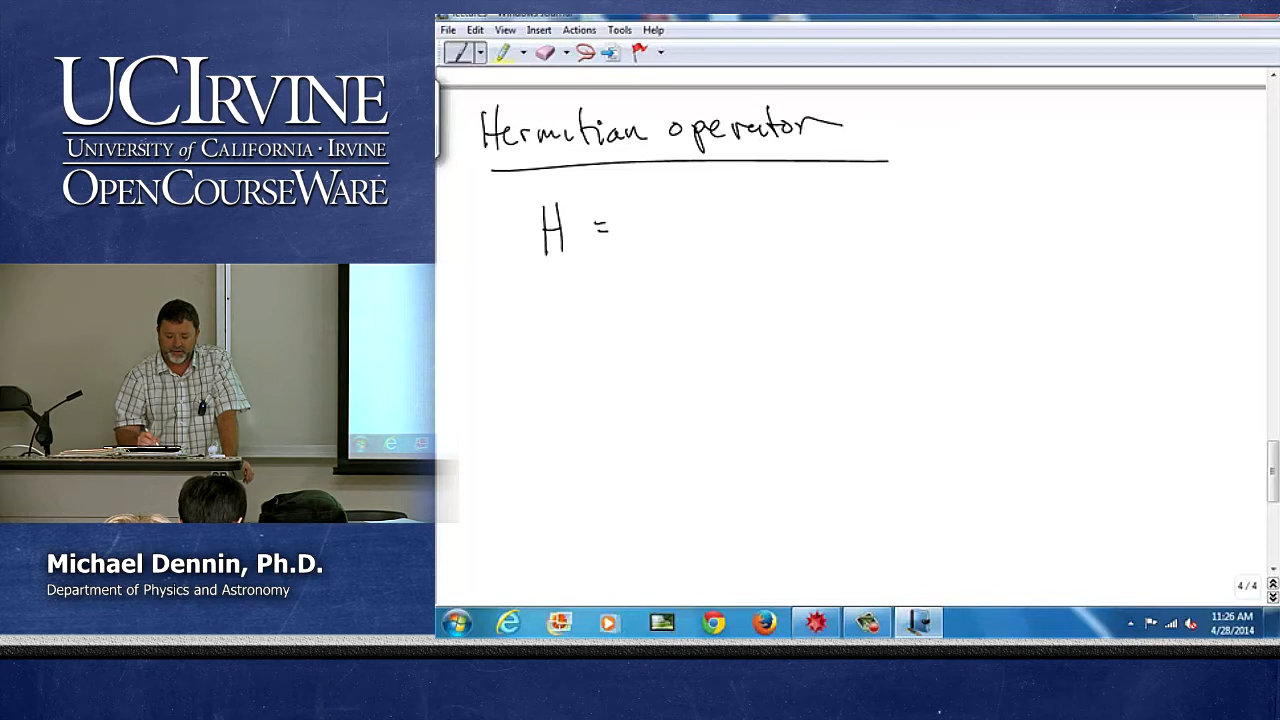 UCIRVINE
UNIVERSITY of CALIFORNIA · IRVINE
OPENCOURSEWARE
File Edit View Insert Actions Tools Help
Hermitian operator
H =
4 / 4
Michael Dennin, Ph.D.
Department of Physics and Astronomy
11:26 AM
4/28/2014